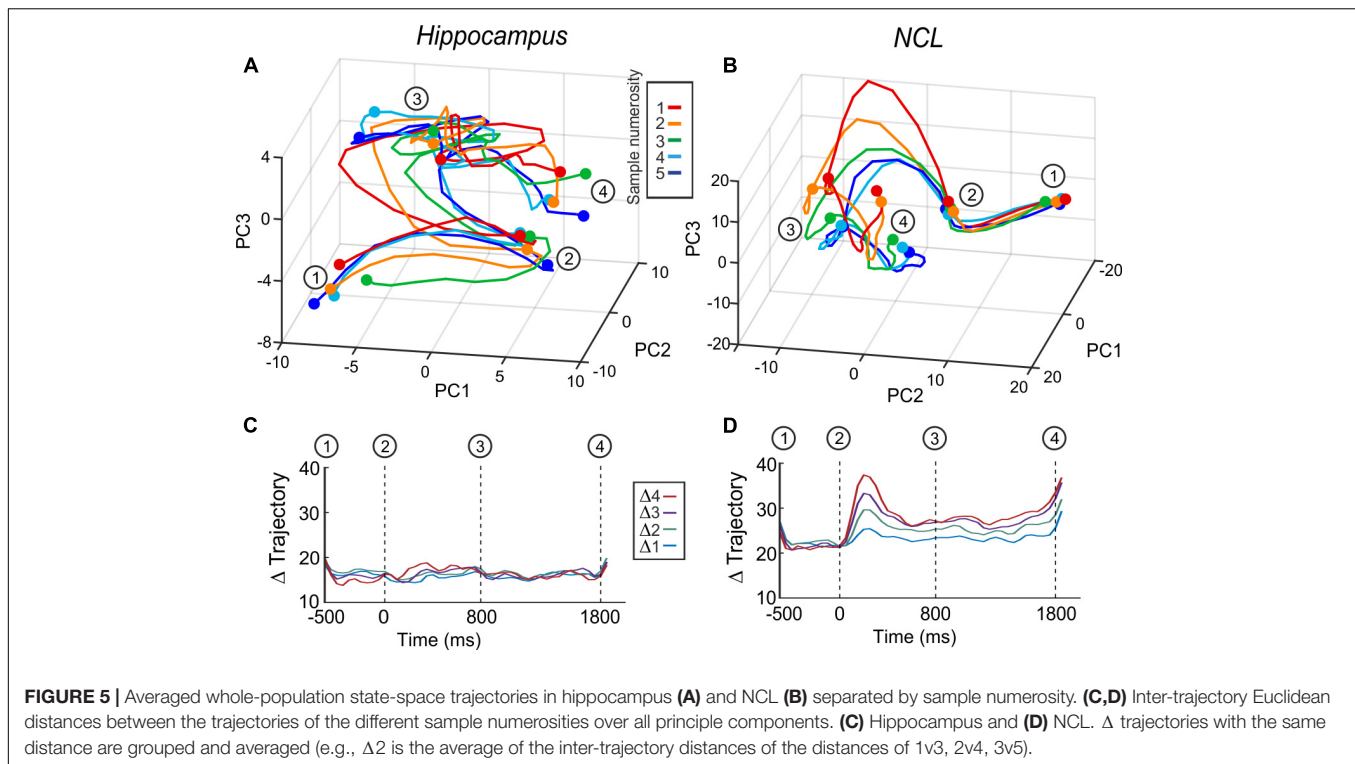 Hippocampus
NCL
A
B
Sample numerosity
1
2
3
4
5
3
4
1
2
PC3
4
0
-4
-8
-10
-5
0
5
10
PC1
-10
0
10
PC2
2
1
3
4
PC3
20
10
0
-10
-20
-10
0
10
20
PC2
20
0
-20
PC1
C
1
2
3
4
Δ Trajectory
40
30
20
10
-500
0
800
1800
Time (ms)
Δ4
Δ3
Δ2
Δ1
D
1
2
3
4
Δ Trajectory
40
30
20
10
-500
0
800
1800
Time (ms)
FIGURE 5 | Averaged whole-population state-space trajectories in hippocampus (A) and NCL (B) separated by sample numerosity. (C,D) Inter-trajectory Euclidean
distances between the trajectories of the different sample numerosities over all principle components. (C) Hippocampus and (D) NCL. Δ trajectories with the same
distance are grouped and averaged (e.g., Δ2 is the average of the inter-trajectory distances of the distances of 1v3, 2v4, 3v5).